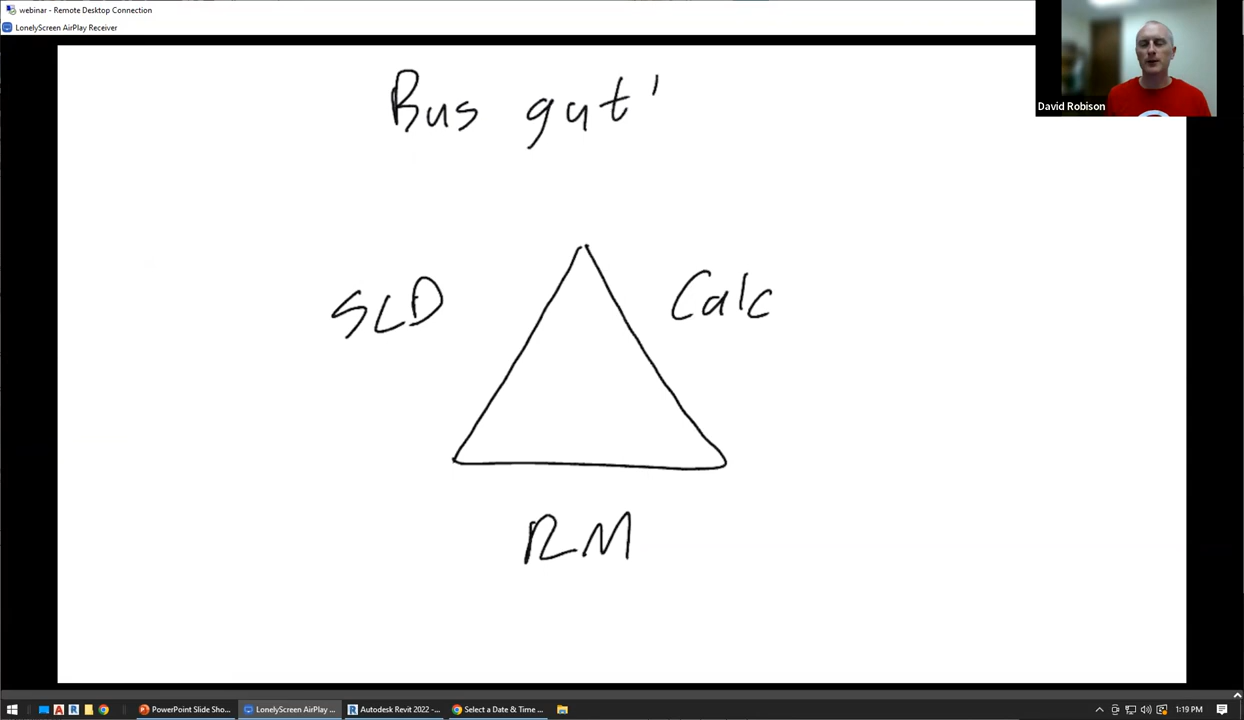 webinar - Remote Desktop Connection
LonelyScreen AirPlay Receiver
David Robison
Bus gut'
SLD
Calc
RM
PowerPoint Slide Sho...
LonelyScreen AirPlay ...
Autodesk Revit 2022 -...
Select a Date & Time ...
1:19 PM